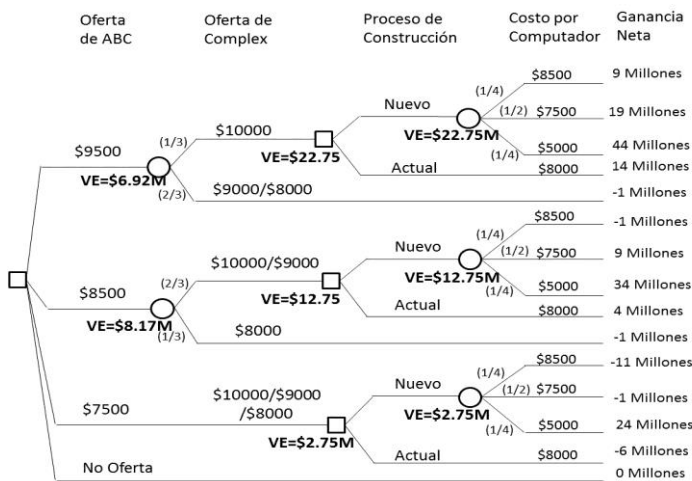 Oferta de ABC
Oferta de Complex
Proceso de Construcción
Costo por Computador
Ganancia Neta
$9500
VE=$6.92M
(1/3)
$10000
VE=$22.75
Nuevo
VE=$22.75M
(1/4)
$8500
9 Millones
(1/2)
$7500
19 Millones
(1/4)
$5000
44 Millones
Actual
$8000
14 Millones
(2/3)
$9000/$8000
-1 Millones
$8500
VE=$8.17M
(2/3)
$10000/$9000
VE=$12.75
Nuevo
VE=$12.75M
(1/4)
$8500
-1 Millones
(1/2)
$7500
9 Millones
(1/4)
$5000
34 Millones
Actual
$8000
4 Millones
(1/3)
$8000
-1 Millones
$7500
$10000/$9000
/$8000
VE=$2.75M
Nuevo
VE=$2.75M
(1/4)
$8500
-11 Millones
(1/2)
$7500
-1 Millones
(1/4)
$5000
24 Millones
Actual
$8000
-6 Millones
No Oferta
0 Millones